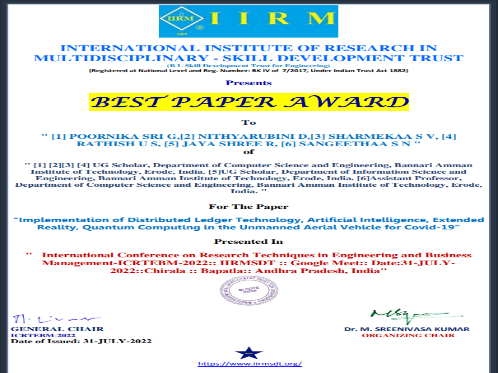 IIRM
I I R M
INTERNATIONAL INSTITUTE OF RESEARCH IN
MULTIDISCIPLINARY - SKILL DEVELOPMENT TRUST
(R.I. Skill Development Trust for Engineering)
(Registered at National Level and Reg. Number: BK IV of 7/2017, Under Indian Trust Act 1882)
Presents
BEST PAPER AWARD
To
" [1] POORNIKA SRI G,[2] NITHYARUBINI D,[3] SHARMEKAA S V, [4]
RATHISH U S, [5] JAYA SHREE R, [6] SANGEETHAA S N "
of
" [1] [2][3] [4] UG Scholar, Department of Computer Science and Engineering, Bannari Amman
Institute of Technology, Erode, India. [5]UG Scholar, Department of Information Science and
Engineering, Bannari Amman Institute of Technology, Erode, India. [6]Assistant Professor,
Department of Computer Science and Engineering, Bannari Amman Institute of Technology, Erode,
India. "
For The Paper
"Implementation of Distributed Ledger Technology, Artificial Intelligence, Extended
Reality. Quantum Computing in the Unmanned Aerial Vehicle for Covid-19"
Presented In
" International Conference on Research Techniques in Engineering and Business
Management-ICRTEBM-2022:: IIRMSDT :: Google Meet:: Date:31-JULY-
2022::Chirala :: Bapatla:: Andhra Pradesh, India"
GENERAL CHAIR
ICRTEBM-2022
Date of Issued: 31-JULY-2022
Dr. M. SREENIVASA KUMAR
ORGANIZING CHAIR
https://www.iirmsdt.org/